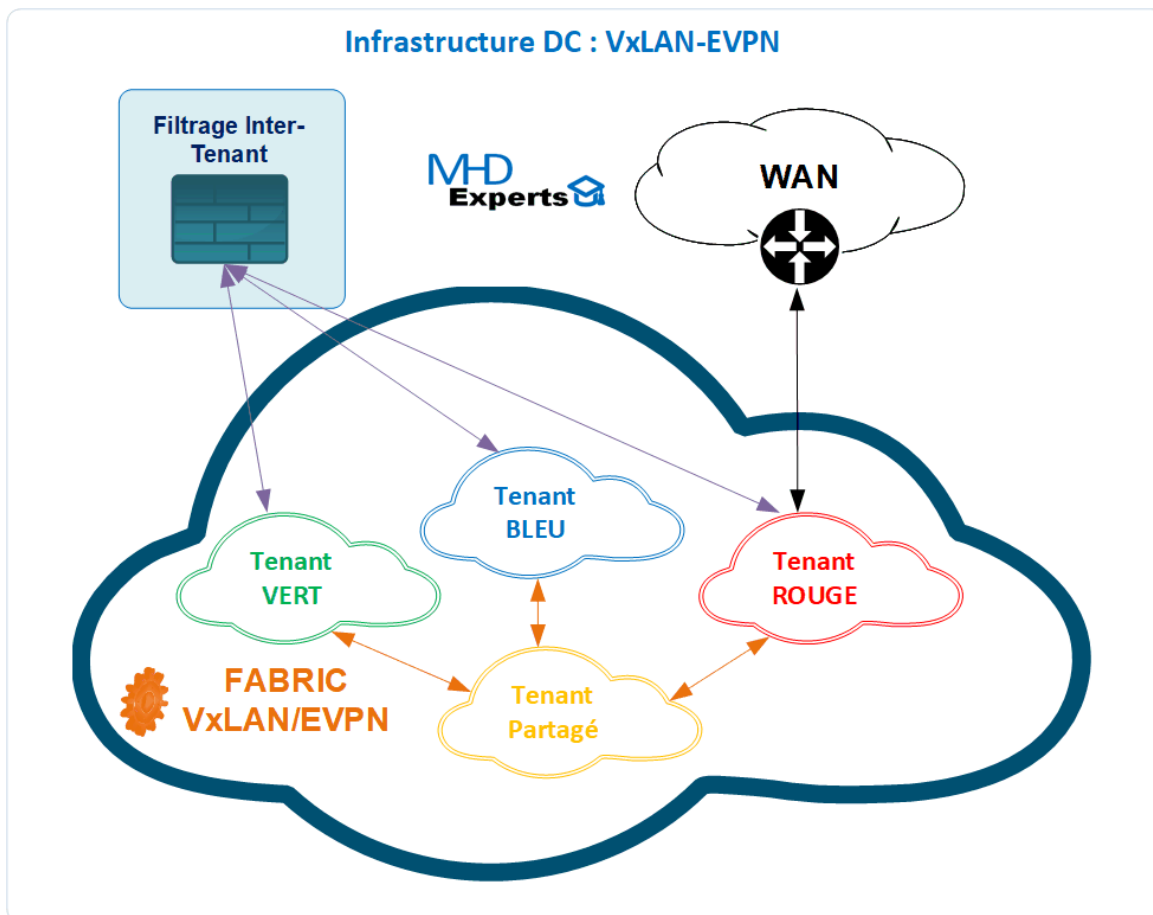 Infrastructure DC : VxLAN-EVPN
Filtrage Inter-
Tenant
MHD
Experts
WAN
Tenant
BLEU
Tenant
VERT
Tenant
ROUGE
FABRIC
VxLAN/EVPN
Tenant
Partagé